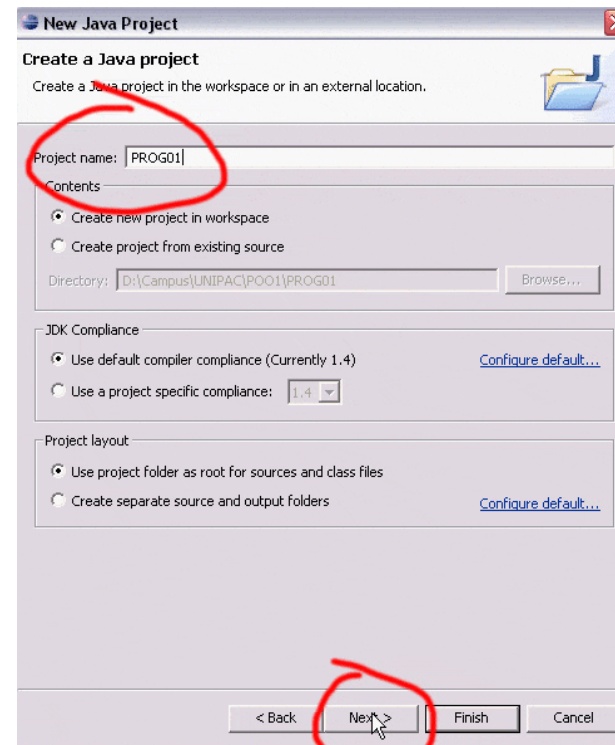 New Java Project
Create a Java project
Create a Java project in the workspace or in an external location.
Project name: PROG01
Contents
Create new project in workspace
Create project from existing source
Directory: D:\Campus\UNIPAC\POO1\PROG01 Browse...
JDK Compliance
Use default compiler compliance (Currently 1.4) Configure default...
Use a project specific compliance: 1.4
Project layout
Use project folder as root for sources and class files
Create separate source and output folders Configure default...
< Back Next > Finish Cancel